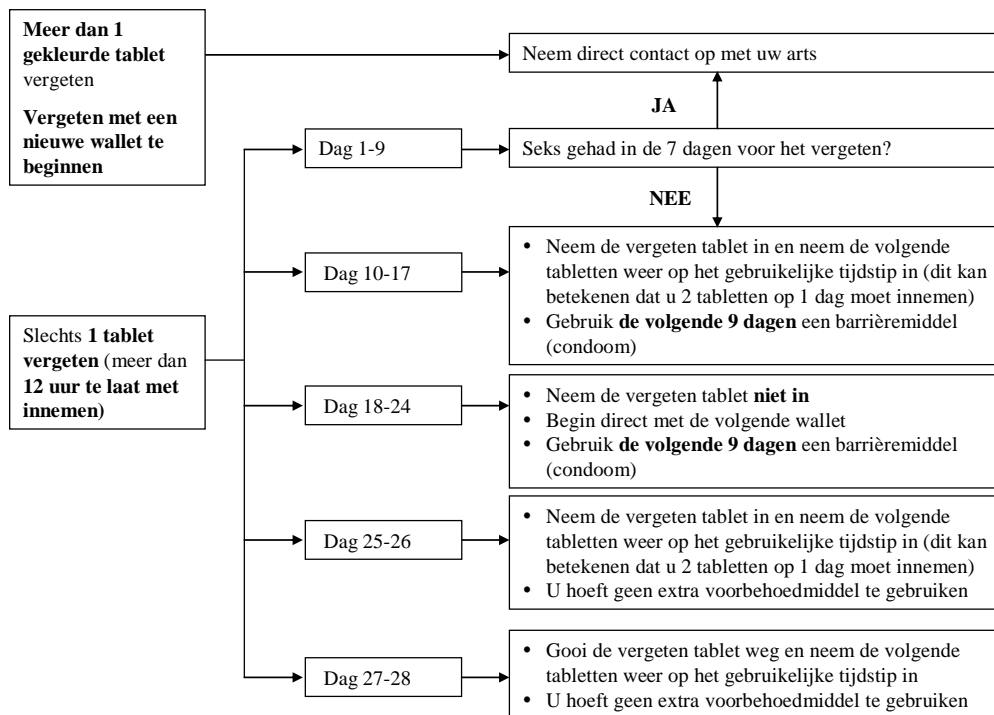 Meer dan 1
gekleurde tablet
vergeten
Vergeten met een
nieuwe wallet te
beginnen
Neem direct contact op met uw arts
JA
Dag 1-9
Seks gehad in de 7 dagen voor het vergeten?
NEE
Slechts 1 tablet
vergeten (meer dan
12 uur te laat met
innemen)
Dag 10-17
• Neem de vergeten tablet in en neem de volgende
tabletten weer op het gebruikelijke tijdstip in (dit kan
betekenen dat u 2 tabletten op 1 dag moet innemen)
• Gebruik de volgende 9 dagen een barrièremiddel
(condoom)
Dag 18-24
• Neem de vergeten tablet niet in
• Begin direct met de volgende wallet
• Gebruik de volgende 9 dagen een barrièremiddel
(condoom)
Dag 25-26
• Neem de vergeten tablet in en neem de volgende
tabletten weer op het gebruikelijke tijdstip in (dit kan
betekenen dat u 2 tabletten op 1 dag moet innemen)
• U hoeft geen extra voorbehoedmiddel te gebruiken
Dag 27-28
• Gooi de vergeten tablet weg en neem de volgende
tabletten weer op het gebruikelijke tijdstip in
• U hoeft geen extra voorbehoedmiddel te gebruiken